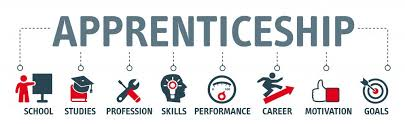 APPRENTICESHIP
SCHOOL STUDIES PROFESSION SKILLS PERFORMANCE CAREER MOTIVATION GOALS